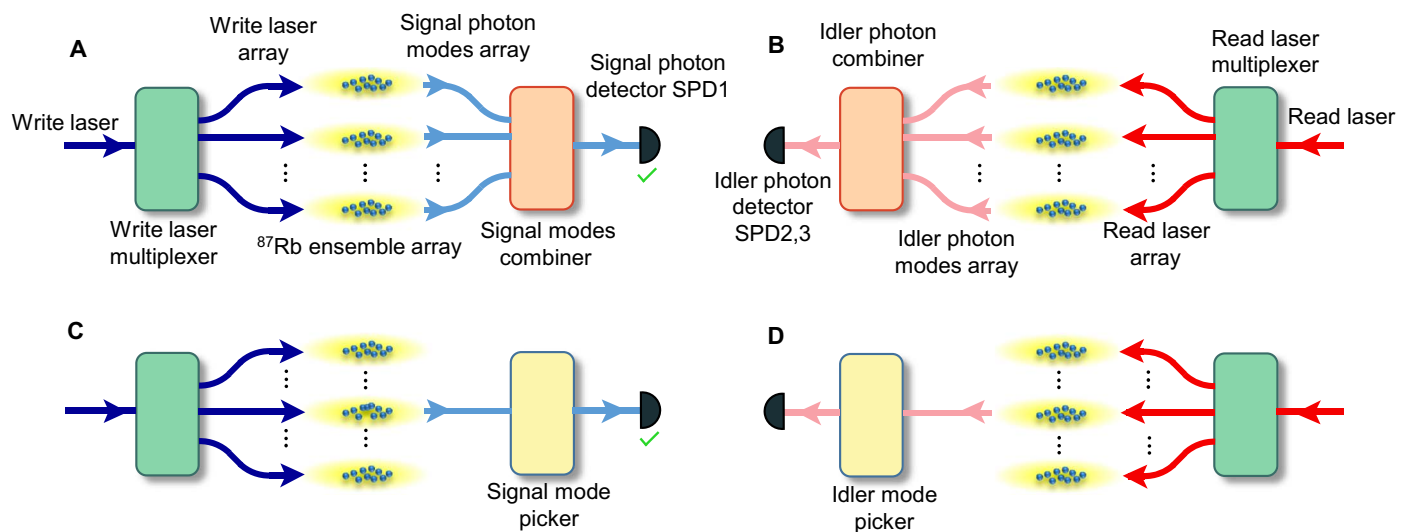 A
Write laser
array
Signal photon
modes array
Signal photon
detector SPD1
Write laser
Write laser
multiplexer
⁸⁷Rb ensemble array
Signal modes
combiner
B
Idler photon
combiner
Read laser
multiplexer
Read laser
Idler photon
detector
SPD2,3
Idler photon
modes array
Read laser
array
C
Signal mode
picker
D
Idler mode
picker